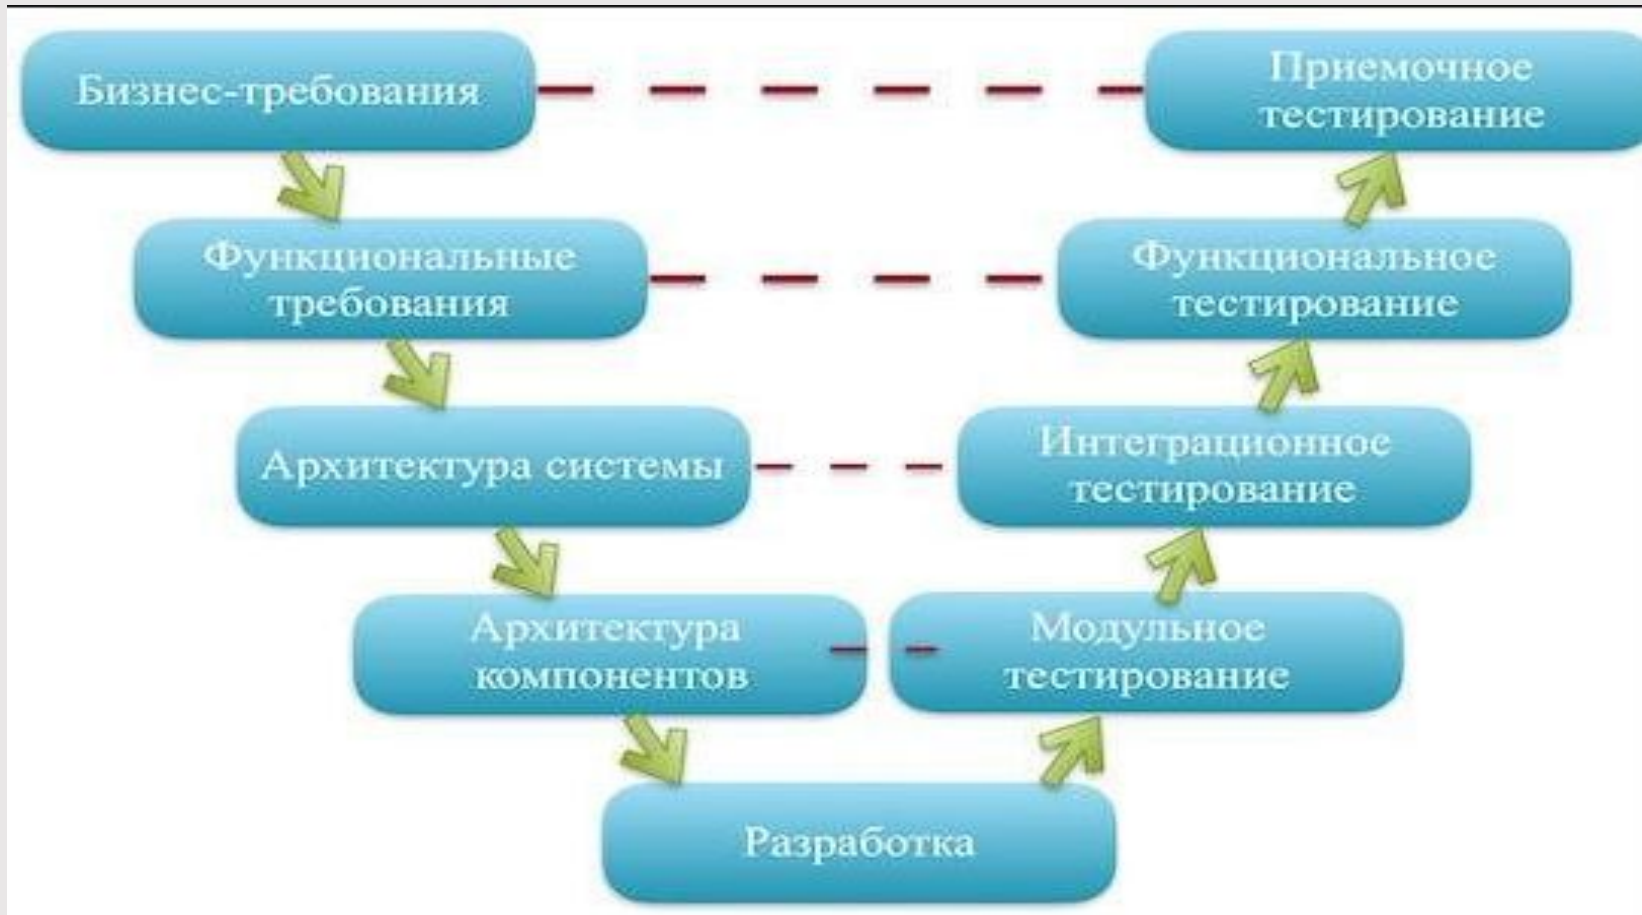 Бизнес-требования
Приемочное
тестирование
Функциональные
требования
Функциональное
тестирование
Архитектура системы
Интеграционное
тестирование
Архитектура
компонентов
Модульное
тестирование
Разработка